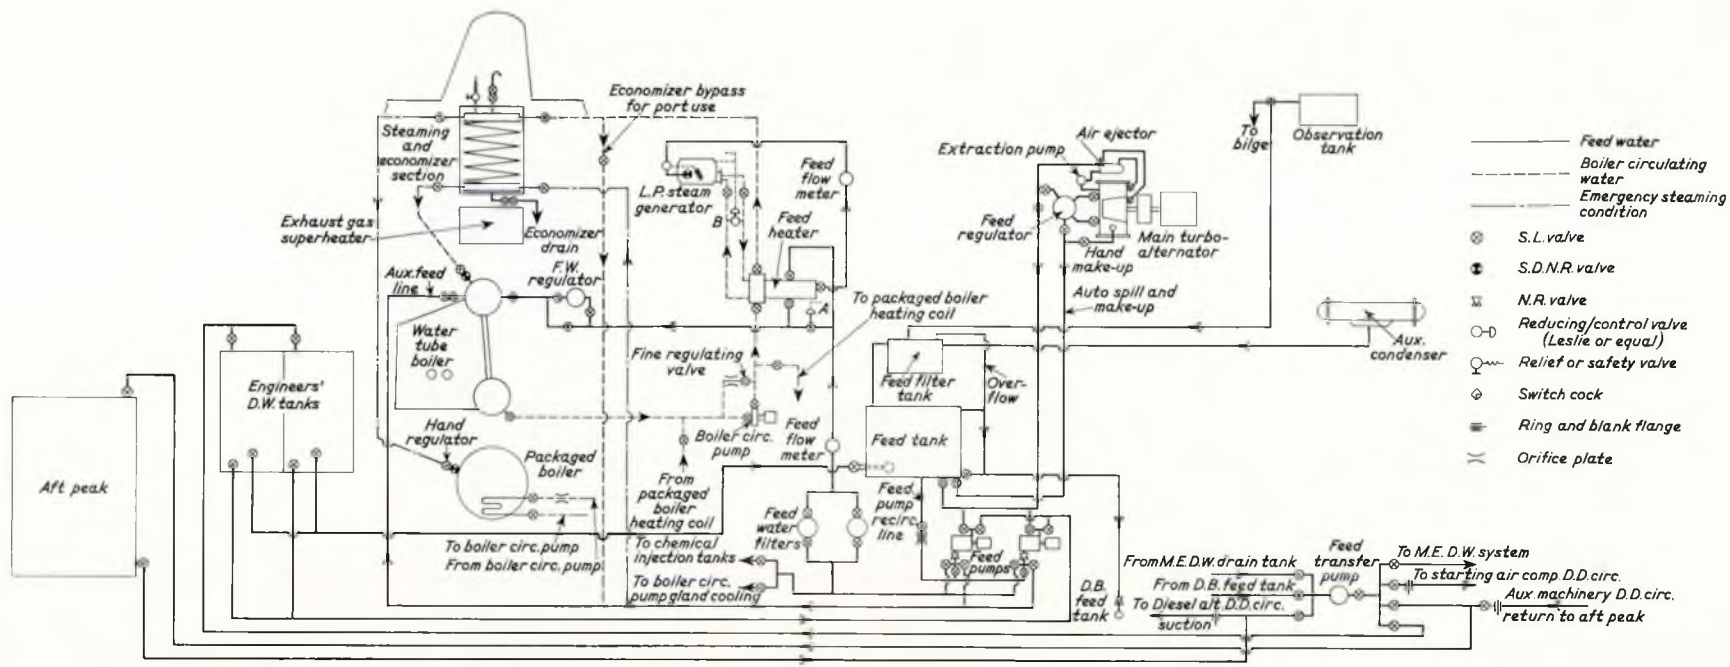 Economizer bypass
for port use
Steaming
and
economizer
section
Exhaust gas
superheater
Economizer
drain
L.P. steam
generator
B
Feed
flow
meter
Feed
heater
A
Air ejector
Extraction pump
Feed
regulator
Main turbo-
alternator
Hand
make-up
Auto spill and
make-up
To
bilge
Observation
tank
Aux.
condenser
Aux. feed
line
F.W.
regulator
Water
tube
boiler
To packaged boiler
heating coil
Fine regulating
valve
Feed filter
tank
Over-
flow
Feed tank
Engineers'
D.W. tanks
Aft peak
Hand
regulator
Packaged
boiler
Boiler circ.
pump
Feed
flow
meter
From
packaged
boiler
heating coil
To boiler circ. pump
From boiler circ. pump
Feed
water
filters
To chemical
injection tanks
To boiler circ.
pump gland cooling
Feed
pump
recirc.
line
Feed
pumps
D.B.
feed
tank
From M.E.D.W. drain tank
From D.B. feed tank
To Diesel a/t D.D. circ.
suction
Feed
transfer
pump
To M.E. D.W. system
To starting air comp. D.D. circ.
Aux. machinery D.D. circ.
return to aft peak
Feed water
Boiler circulating
water
Emergency steaming
condition
S.L. valve
S.D.N.R. valve
N.R. valve
Reducing/control valve
(Leslie or equal)
Relief or safety valve
Switch cock
Ring and blank flange
Orifice plate